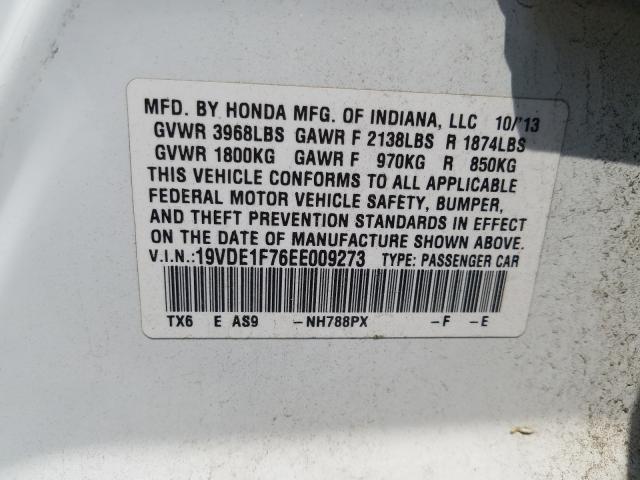 MFD. BY HONDA MFG. OF INDIANA, LLC 10/'13
GVWR 3968LBS GAWR F 2138LBS R 1874LBS
GVWR 1800KG GAWR F 970KG R 850KG
THIS VEHICLE CONFORMS TO ALL APPLICABLE
FEDERAL MOTOR VEHICLE SAFETY, BUMPER,
AND THEFT PREVENTION STANDARDS IN EFFECT
ON THE DATE OF MANUFACTURE SHOWN ABOVE.
V.I.N.:19VDE1F76EE009273 TYPE: PASSENGER CAR
TX6 E AS9 -NH788PX -F -E